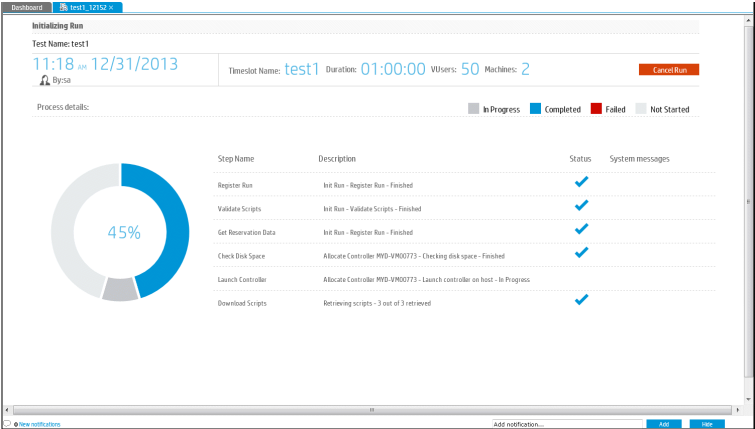 Dashboard test1_12152 ×
Initializing Run
Test Name: test1
11:18 AM 12/31/2013
By:sa
Timeslot Name: test1 Duration: 01:00:00 VUsers: 50 Machines: 2
Cancel Run
Process details:
In Progress Completed Failed Not Started
Step Name Description Status System messages
Register Run Init Run - Register Run - Finished
Validate Scripts Init Run - Validate Scripts - Finished
Get Reservation Data Init Run - Register Run - Finished
Check Disk Space Allocate Controller MYD-VM00773 - Checking disk space - Finished
Launch Controller Allocate Controller MYD-VM00773 - Launch controller on host - In Progress
Download Scripts Retrieving scripts - 3 out of 3 retrieved
45%
0 New notifications Add notification... Add Hide